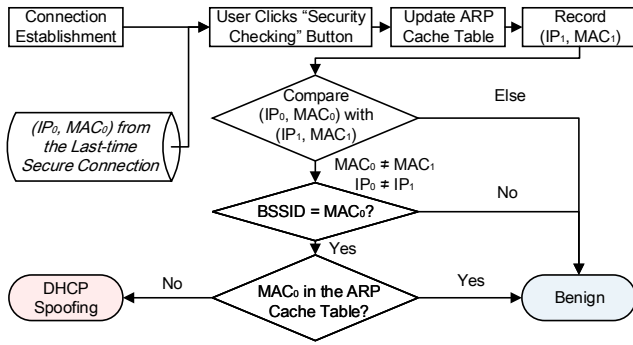 Connection
Establishment
User Clicks “Security
Checking” Button
Update ARP
Cache Table
Record
(IP₁, MAC₁)
(IP₀, MAC₀) from
the Last-time
Secure Connection
Compare
(IP₀, MAC₀) with
(IP₁, MAC₁)
Else
MAC₀ ≠ MAC₁
IP₀ ≠ IP₁
BSSID = MAC₀?
No
Yes
MAC₀ in the ARP
Cache Table?
No
Yes
DHCP
Spoofing
Benign